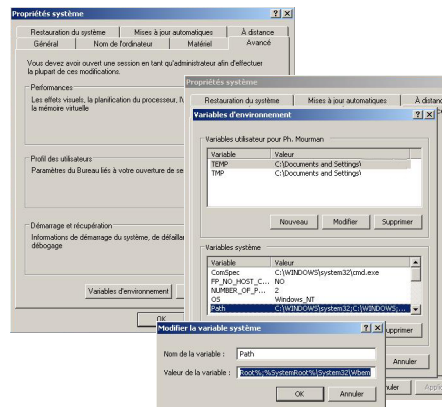 Propriétés système
Restauration du système Mises à jour automatiques À distance
Général Nom de l'ordinateur Matériel Avancé
Vous devez avoir ouvert une session en tant qu'administrateur afin d'effectuer
la plupart de ces modifications.
Performances
Les effets visuels, la planification du processeur, l'u
la mémoire virtuelle
Profil des utilisateurs
Paramètres du Bureau liés à votre ouverture de se
Démarrage et récupération
Informations de démarrage du système, de défaillan
débogage
Variables d'environnement
OK
Propriétés système
Restauration du système Mises à jour automatiques À distanc
Variables d'environnement
Variables utilisateur pour Ph. Mourman
Variable Valeur
TEMP C:\Documents and Settings\
TMP C:\Documents and Settings\
Nouveau Modifier Supprimer
Variables système
Variable Valeur
ComSpec C:\WINDOWS\system32\cmd.exe
FP_NO_HOST_C... NO
NUMBER_OF_P... 2
OS Windows_NT
Path C:\WINDOWS\system32;C:\WINDOWS;...
upprimer
Annuler
nuler Appli
Modifier la variable système
Nom de la variable : Path
Valeur de la variable : Root%;%SystemRoot%\System32\Wbem
OK Annuler